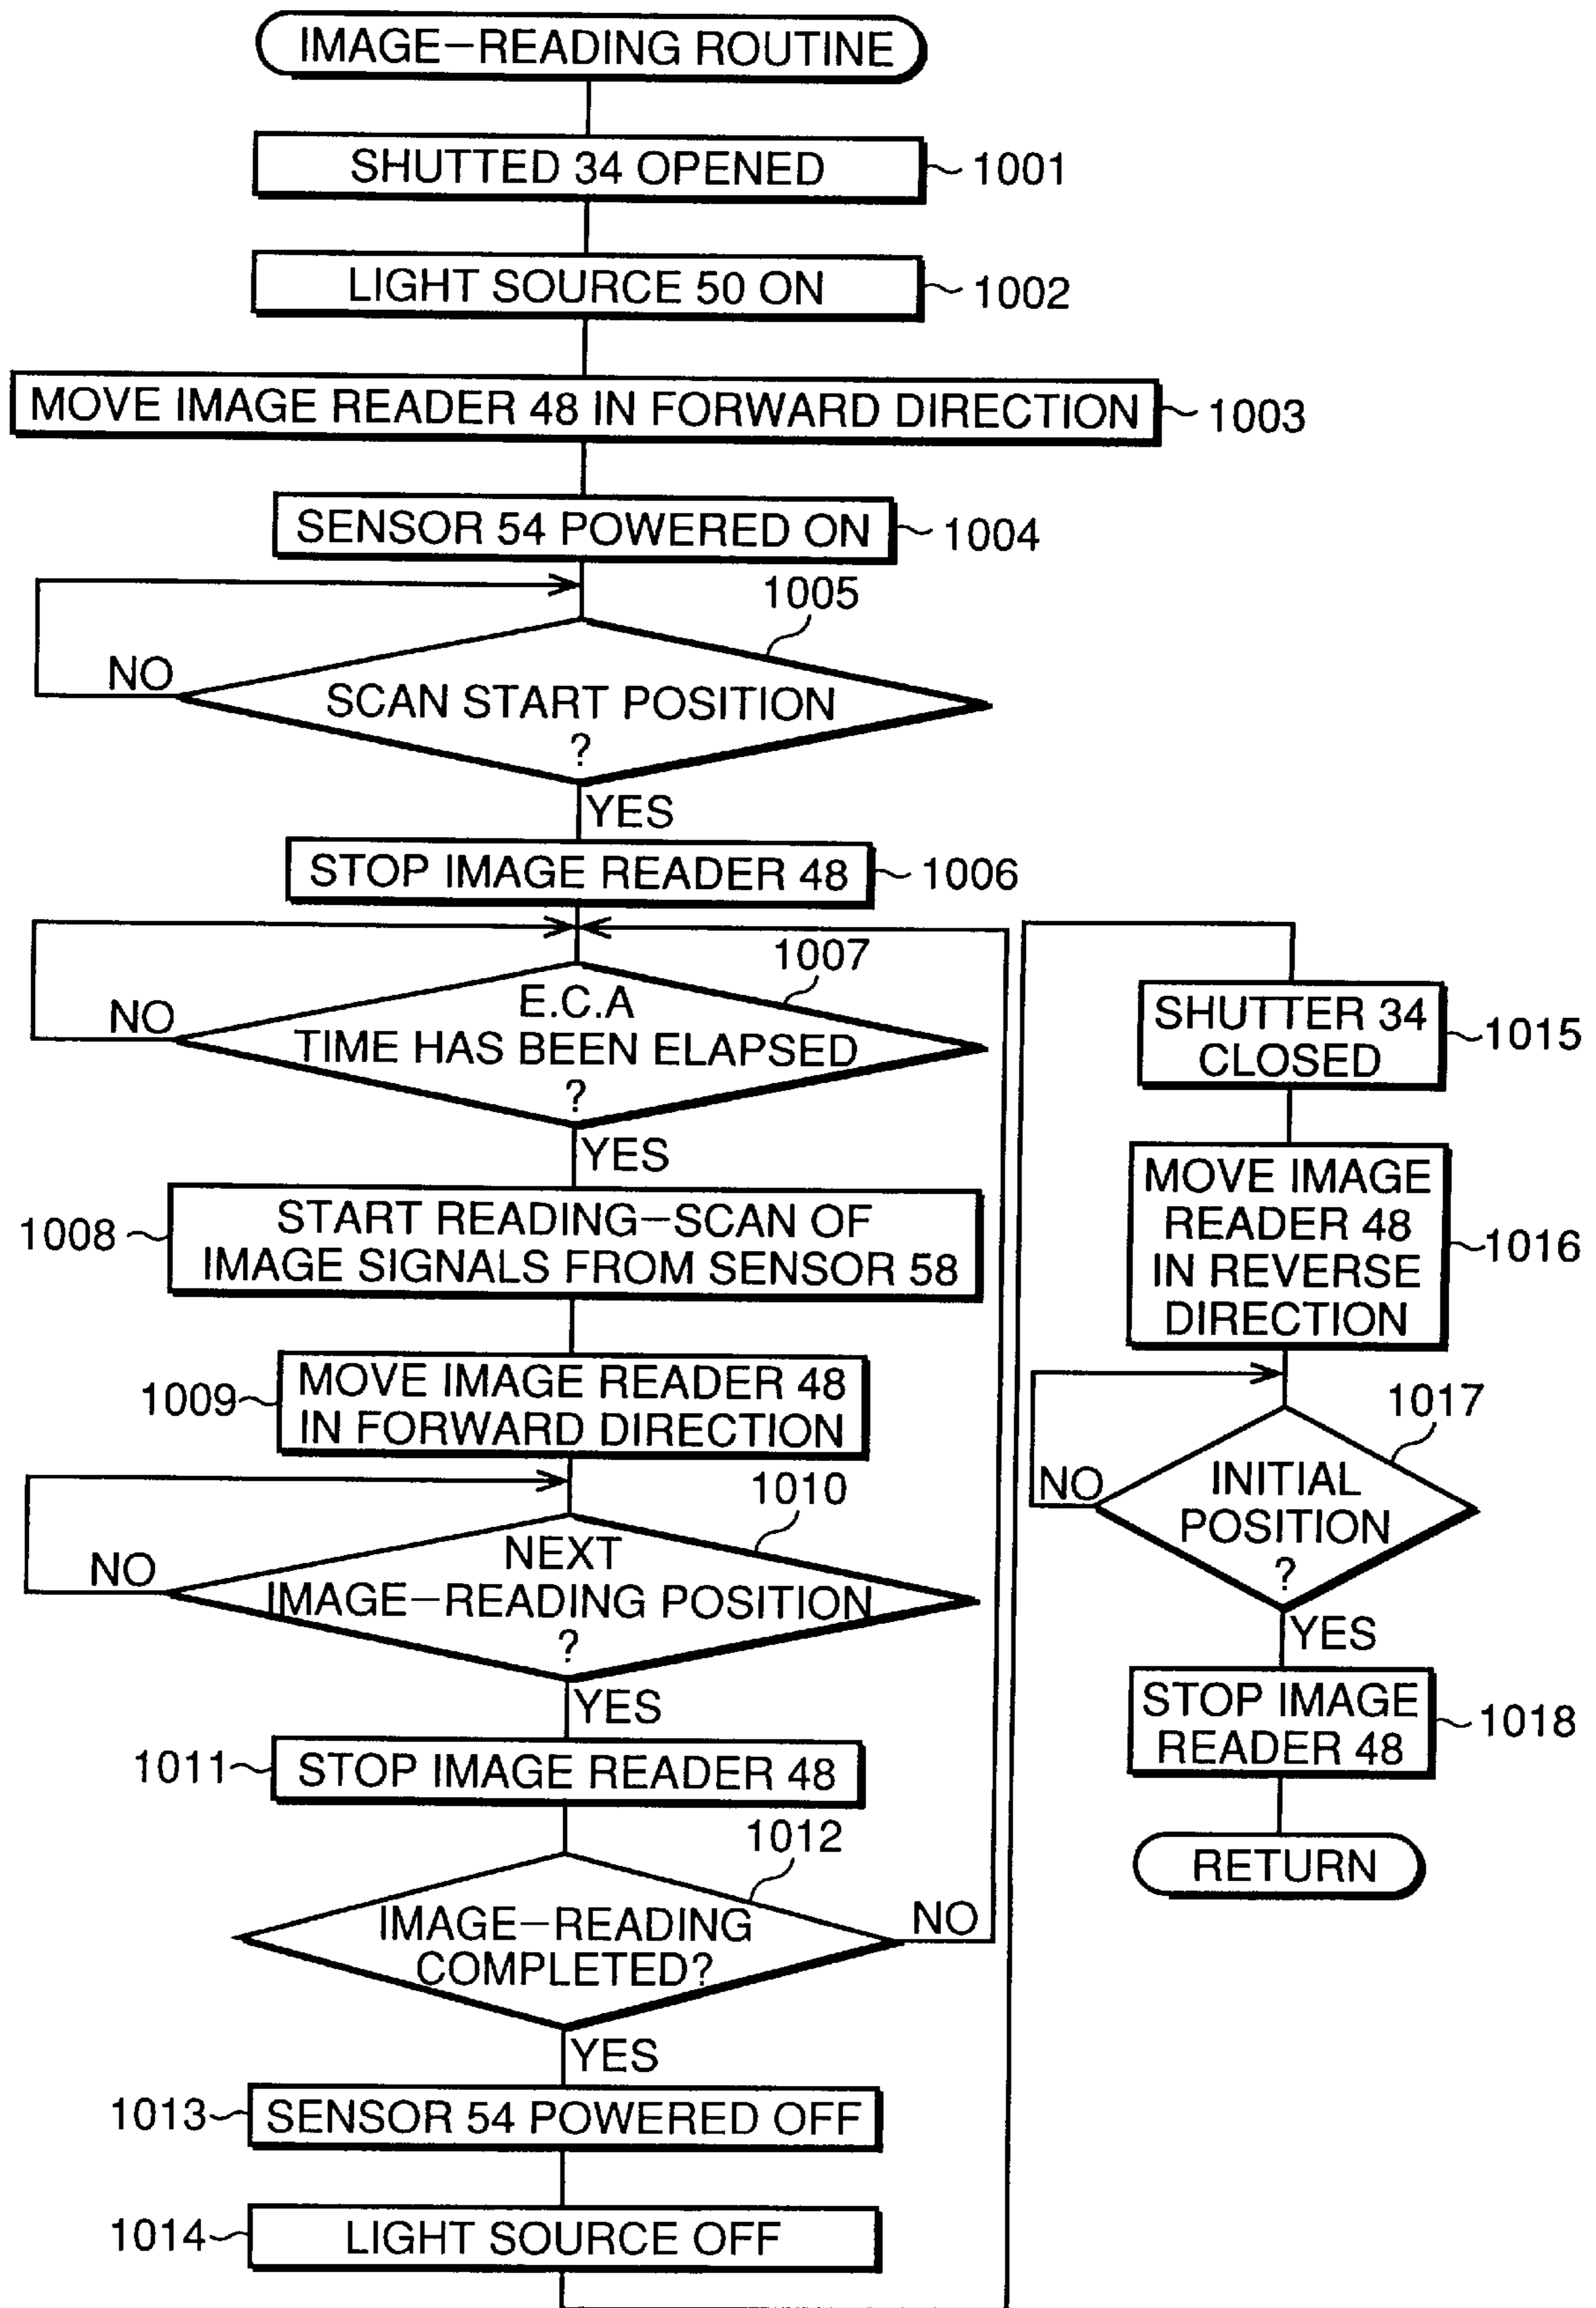 IMAGE-READING ROUTINE
SHUTTED 34 OPENED
1001
LIGHT SOURCE 50 ON
1002
MOVE IMAGE READER 48 IN FORWARD DIRECTION
1003
SENSOR 54 POWERED ON
1004
1005
NO
SCAN START POSITION
?
YES
STOP IMAGE READER 48
1006
1007
NO
E.C.A
TIME HAS BEEN ELAPSED
?
YES
1008
START READING-SCAN OF
IMAGE SIGNALS FROM SENSOR 58
1009
MOVE IMAGE READER 48
IN FORWARD DIRECTION
1010
NO
NEXT
IMAGE-READING POSITION
?
YES
1011
STOP IMAGE READER 48
1012
IMAGE-READING
COMPLETED?
NO
YES
1013
SENSOR 54 POWERED OFF
1014
LIGHT SOURCE OFF
SHUTTER 34
CLOSED
1015
MOVE IMAGE
READER 48
IN REVERSE
DIRECTION
1016
1017
NO
INITIAL
POSITION
?
YES
STOP IMAGE
READER 48
1018
RETURN